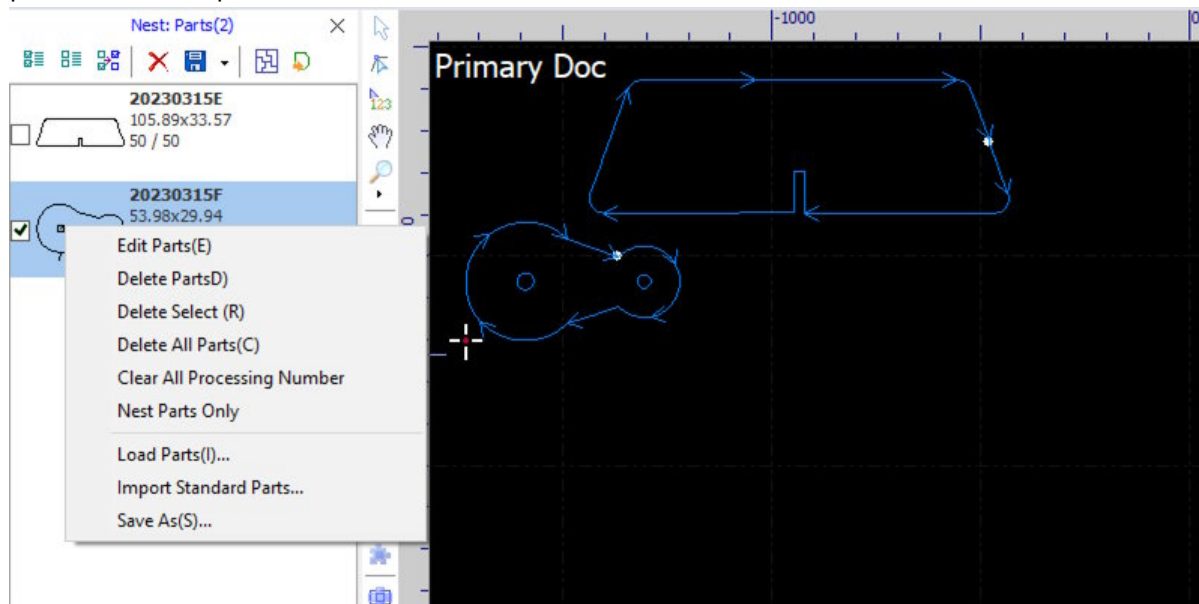 Nest: Parts(2)
-1000
0
Primary Doc
123
20230315E
105.89x33.57
50 / 50
20230315F
53.98x29.94
0
Edit Parts(E)
Delete PartsD)
Delete Select (R)
Delete All Parts(C)
Clear All Processing Number
Nest Parts Only
Load Parts(I)...
Import Standard Parts...
Save As(S)...